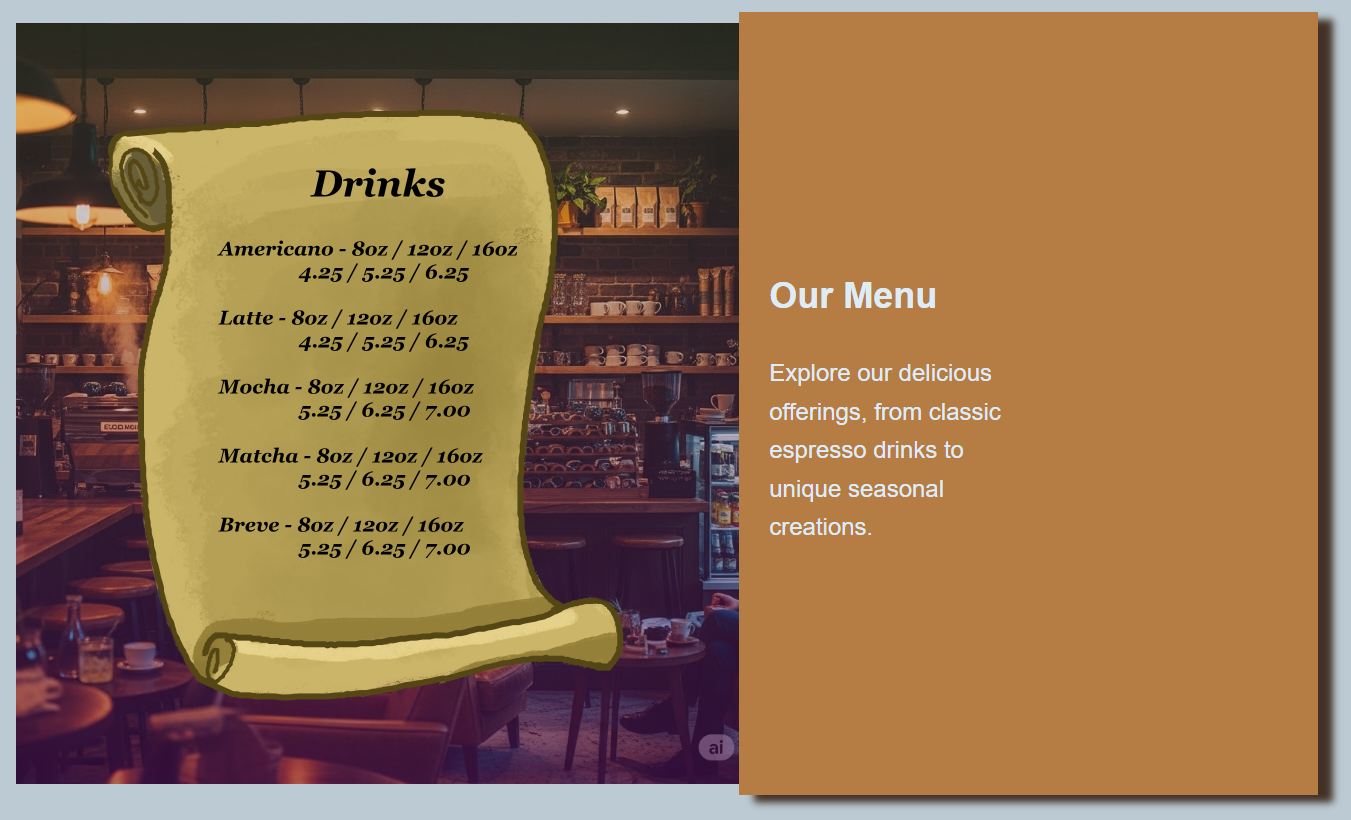 Drinks
Americano - 8oz / 12oz / 16oz
4.25 / 5.25 / 6.25
Latte - 8oz / 12oz / 16oz
4.25 / 5.25 / 6.25
Mocha - 8oz / 12oz / 16oz
5.25 / 6.25 / 7.00
Matcha - 8oz / 12oz / 16oz
5.25 / 6.25 / 7.00
Breve - 8oz / 12oz / 16oz
5.25 / 6.25 / 7.00
ai
Our Menu
Explore our delicious
offerings, from classic
espresso drinks to
unique seasonal
creations.